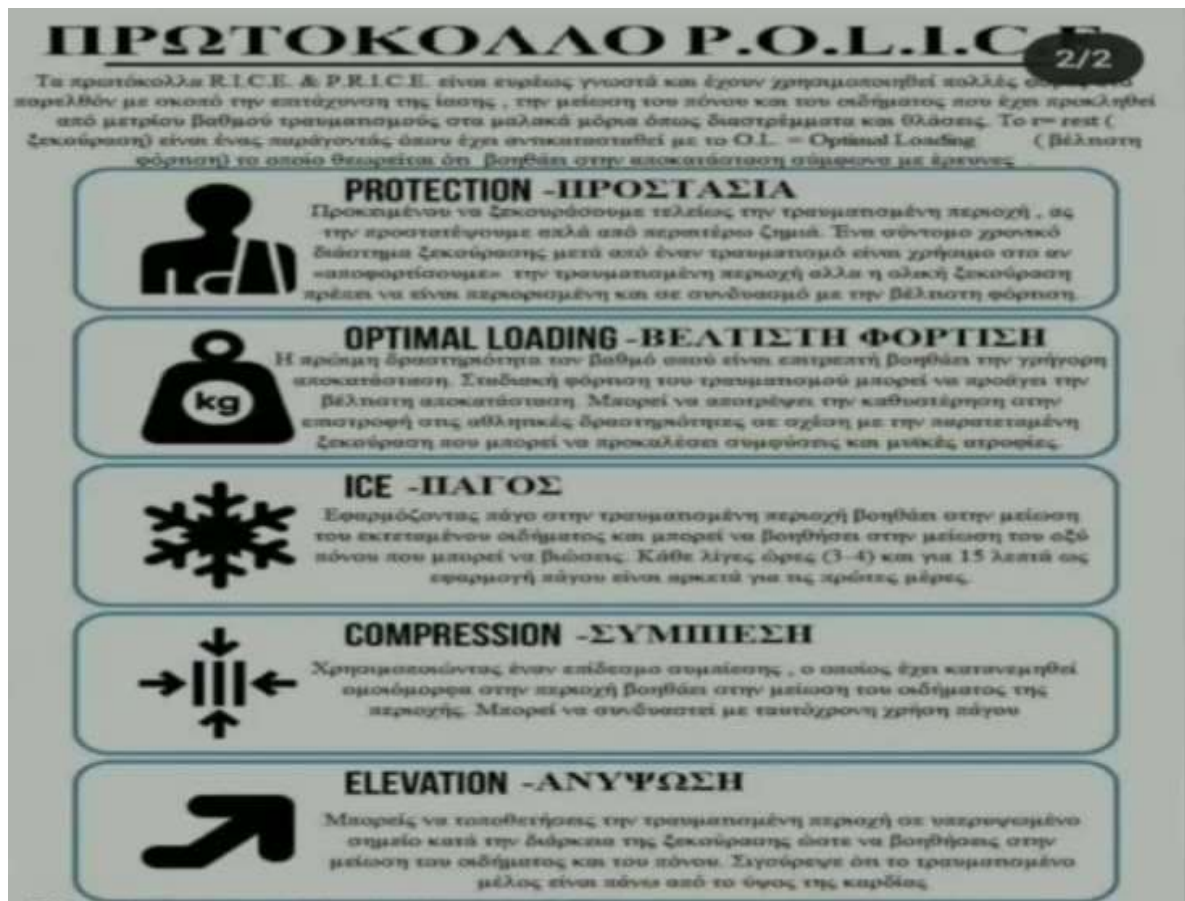 ΠΡΩΤΟΚΟΛΛΟ P.O.L.I.C.E
2/2
Τα πρωτόκολλα R.I.C.E. & P.R.I.C.E. είναι ευρέως γνωστά και έχουν χρησιμοποιηθεί πολλές
παρελθόν με σκοπό την επιτάχυνση της ίασης , την μείωση του πόνου και του οιδήματος που έχει προκληθεί
από μετρίου βαθμού τραυματισμούς στα μαλακά μόρια όπως διαστρέμματα και θλάσεις. Το r= rest (
ξεκούραση) είναι ένας παράγοντάς όπου έχει αντικατασταθεί με το O.L. = Optimal Loading ( βέλτιστη
φόρτιση) το οποίο θεωρείται ότι βοηθάει στην αποκατάσταση σύμφωνα με έρευνες
PROTECTION -ΠΡΟΣΤΑΣΙΑ
Προκειμένου να ξεκουράσουμε τελείως την τραυματισμένη περιοχή , ας
την προστατέψουμε απλά από περαιτέρω ζημιά. Ένα σύντομο χρονικό
διάστημα ξεκούρασης μετά από έναν τραυματισμό είναι χρήσιμο στο αν
«αποφορτίσουμε» την τραυματισμένη περιοχή αλλα η ολική ξεκούραση
πρέπει να είναι περιορισμένη και σε συνδυασμό με την βέλτιστη φόρτιση.
OPTIMAL LOADING -ΒΕΛΤΙΣΤΗ ΦΟΡΤΙΣΗ
kg
Η πρώιμη δραστηριότητα τον βαθμό οπού είναι επιτρεπτή βοηθάει την γρήγορη
αποκατάσταση. Σταδιακή φόρτιση του τραυματισμού μπορεί να προάγει την
βέλτιστη αποκατάσταση. Μπορεί να αποτρέψει την καθυστέρηση στην
επιστροφή στις αθλητικές δραστηριότητες σε σχέση με την παρατεταμένη
ξεκούραση που μπορεί να προκαλέσει συμφύσεις και μυϊκές ατροφίες.
ICE -ΠΑΓΟΣ
Εφαρμόζοντας πάγο στην τραυματισμένη περιοχή βοηθάει στην μείωση
του εκτεταμένου οιδήματος και μπορεί να βοηθήσει στην μείωση του οξύ
πόνου που μπορεί να βιώσεις. Κάθε λίγες ώρες (3-4) και για 15 λεπτά ως
εφαρμογή πάγου είναι αρκετά για τις πρώτες μέρες.
COMPRESSION -ΣΥΜΠΙΕΣΗ
Χρησιμοποιώντας έναν επίδεσμο συμπίεσης , ο οποίος έχει κατανεμηθεί
ομοιόμορφα στην περιοχή βοηθάει στην μείωση του οιδήματος της
περιοχής. Μπορεί να συνδυαστεί με ταυτόχρονη χρήση πάγου
ELEVATION -ΑΝΥΨΩΣΗ
Μπορείς να τοποθετήσεις την τραυματισμένη περιοχή σε υπερυψωμένο
σημείο κατά την διάρκεια της ξεκούρασης ώστε να βοηθήσεις στην
μείωση του οιδήματος και του πόνου. Σιγούρεψε ότι το τραυματισμένο
μέλος είναι πάνω από το ύψος της καρδίας